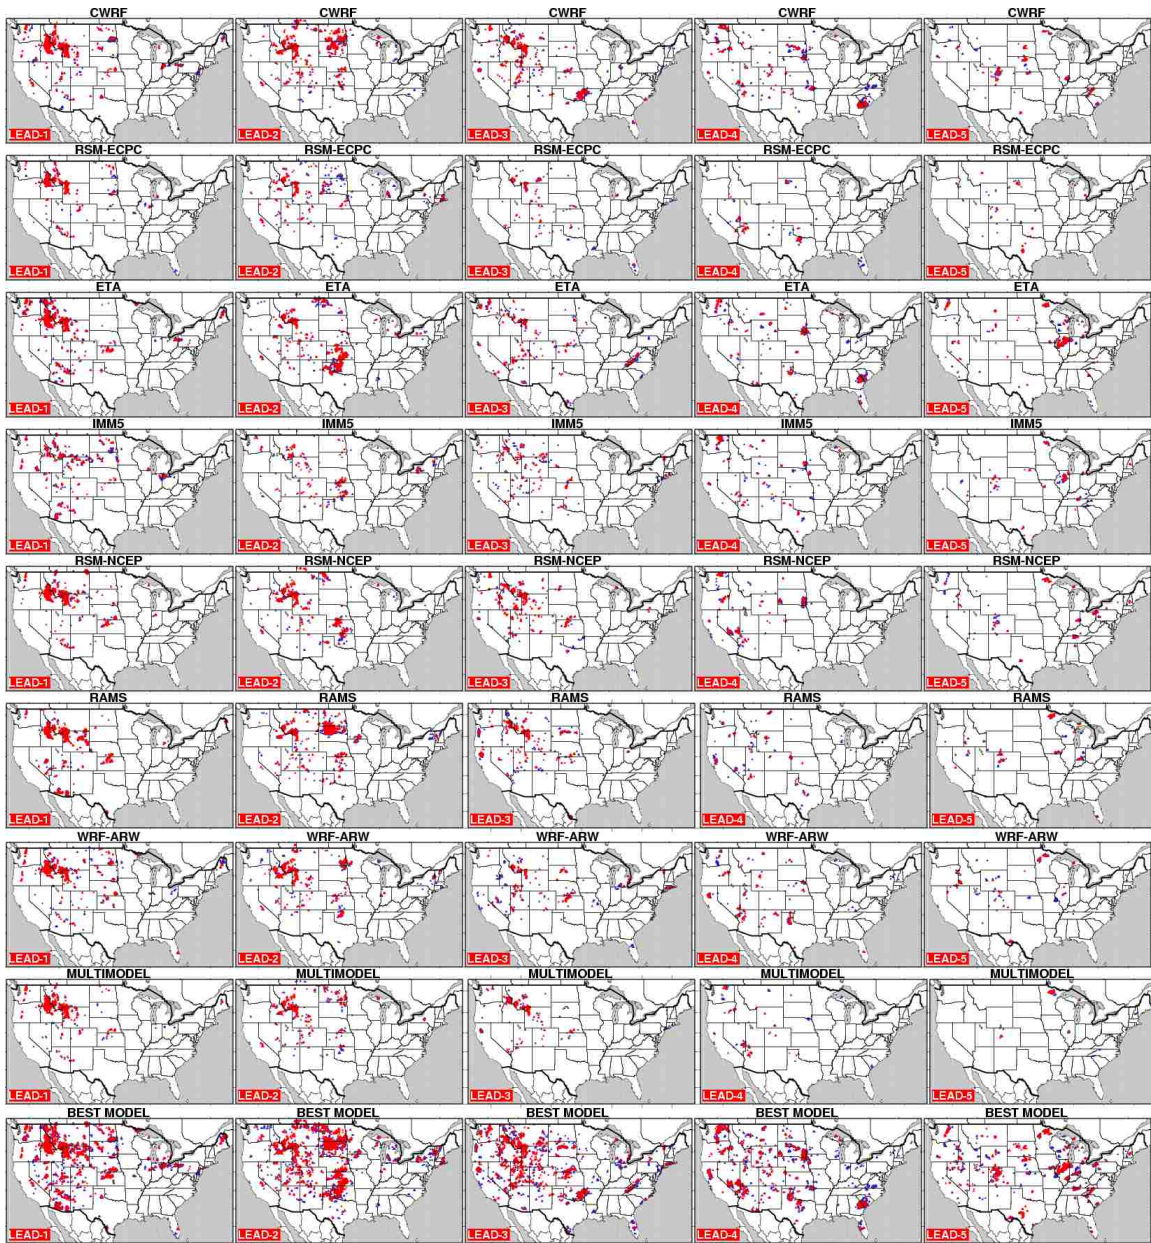 CWRF CWRF CWRF CWRF CWRF
LEAD-1 LEAD-2 LEAD-3 LEAD-4 LEAD-5
RSM-ECPC RSM-ECPC RSM-ECPC RSM-ECPC RSM-ECPC
LEAD-1 LEAD-2 LEAD-3 LEAD-4 LEAD-5
ETA ETA ETA ETA ETA
LEAD-1 LEAD-2 LEAD-3 LEAD-4 LEAD-5
IMM5 IMM5 IMM5 IMM5 IMM5
LEAD-1 LEAD-2 LEAD-3 LEAD-4 LEAD-5
RSM-NCEP RSM-NCEP RSM-NCEP RSM-NCEP RSM-NCEP
LEAD-1 LEAD-2 LEAD-3 LEAD-4 LEAD-5
RAMS RAMS RAMS RAMS RAMS
LEAD-1 LEAD-2 LEAD-3 LEAD-4 LEAD-5
WRF-ARW WRF-ARW WRF-ARW WRF-ARW WRF-ARW
LEAD-1 LEAD-2 LEAD-3 LEAD-4 LEAD-5
MULTIMODEL MULTIMODEL MULTIMODEL MULTIMODEL MULTIMODEL
LEAD-1 LEAD-2 LEAD-3 LEAD-4 LEAD-5
BEST MODEL BEST MODEL BEST MODEL BEST MODEL BEST MODEL
LEAD-1 LEAD-2 LEAD-3 LEAD-4 LEAD-5